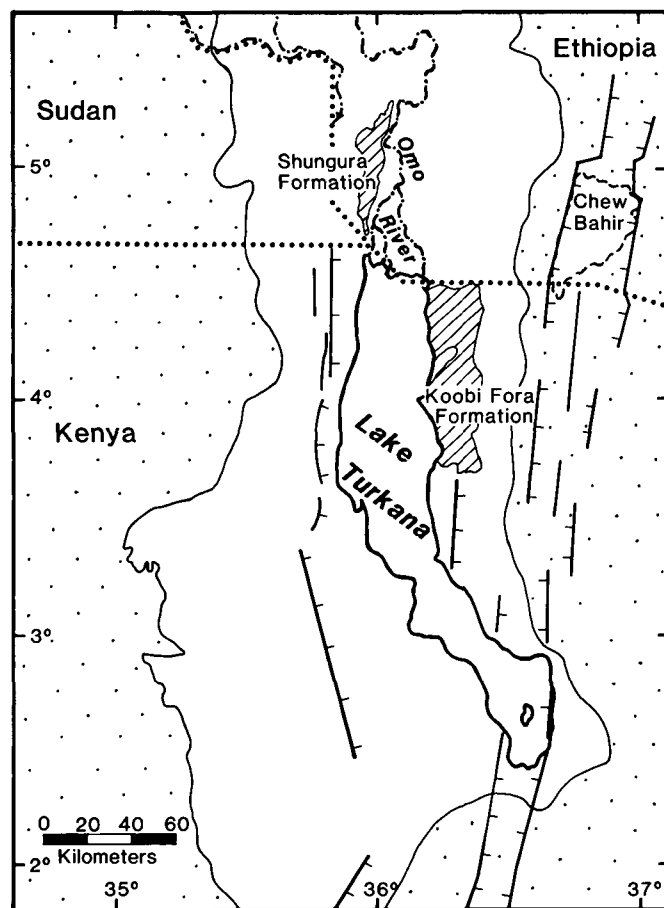 Ethiopia
Sudan
5°
Shungura
Formation
Omo
River
Chew
Bahir
4°
Koobi Fora
Formation
Kenya
Lake
Turkana
3°
0 20 40 60
Kilometers
2°
35°
36°
37°